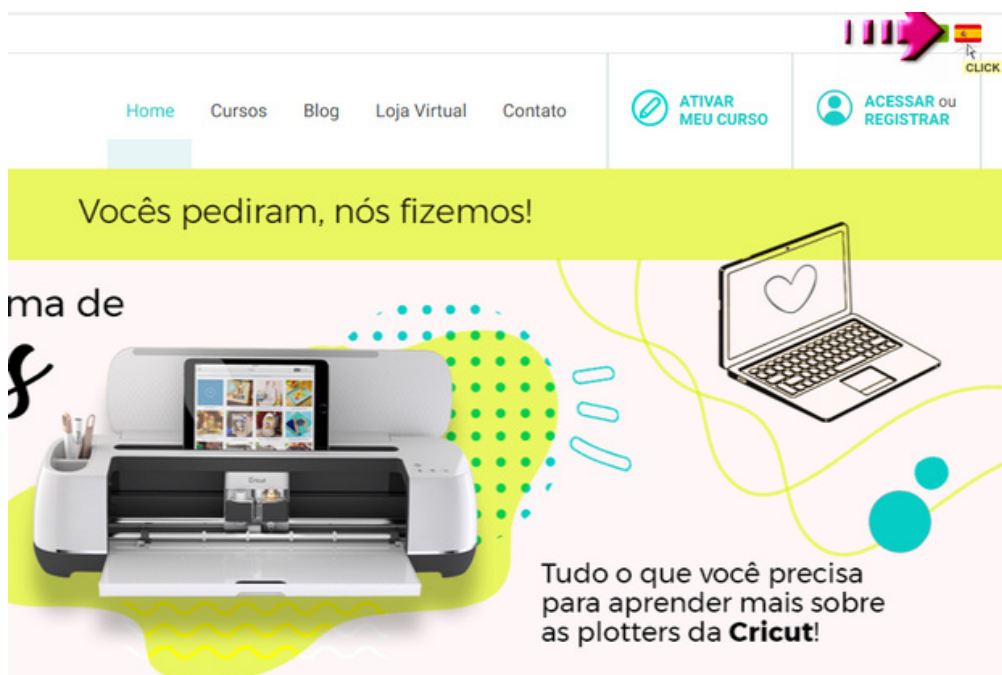 CLICK
Home Cursos Blog Loja Virtual Contato
ATIVAR
MEU CURSO
ACESSAR ou
REGISTRAR
Vocês pediram, nós fizemos!
ma de
s
Cricut
Tudo o que você precisa
para aprender mais sobre
as plotters da Cricut!